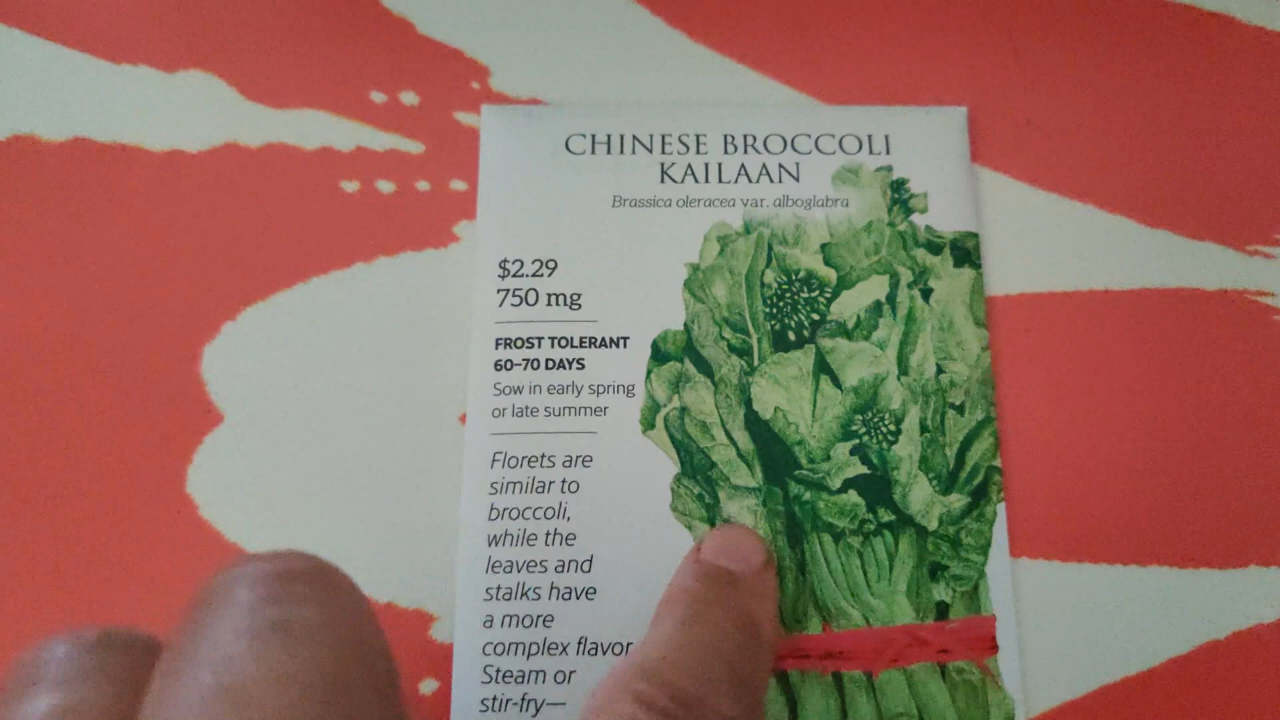 CHINESE BROCCOLI
KAILAAN
Brassica oleracea var. alboglabra
$2.29
750 mg
FROST TOLERANT
60–70 DAYS
Sow in early spring
or late summer
Florets are
similar to
broccoli,
while the
leaves and
stalks have
a more
complex flavor
Steam or
stir-fry—